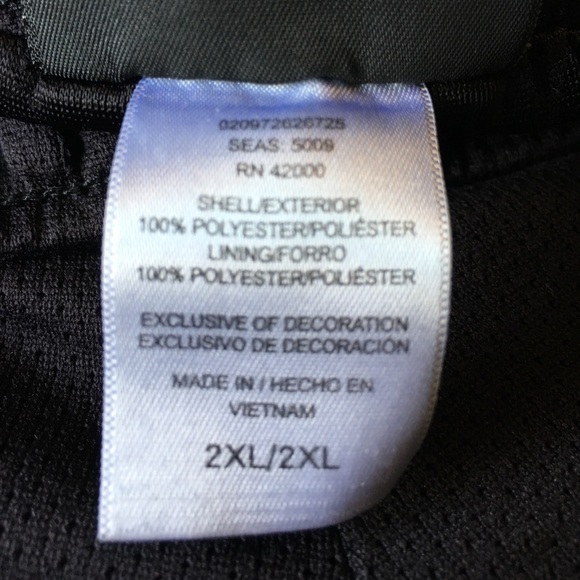 020972626725
SEAS: 5009
RN 42000
SHELL/EXTERIOR
100% POLYESTER/POLIÉSTER
LINING/FORRO
100% POLYESTER/POLIÉSTER
EXCLUSIVE OF DECORATION
EXCLUSIVO DE DECORACIÓN
MADE IN / HECHO EN
VIETNAM
2XL/2XL